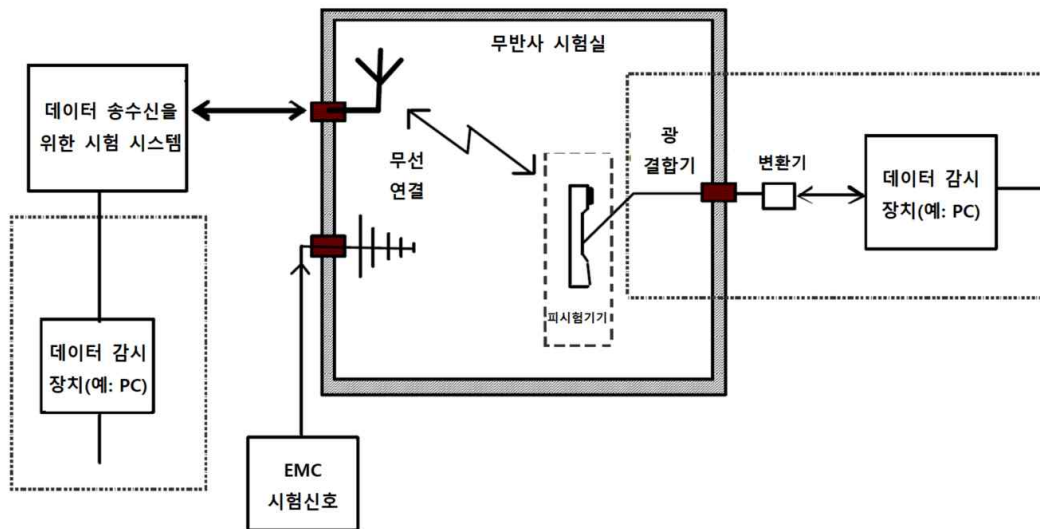 무반사 시험실
데이터 송수신을
위한 시험 시스템
무선
연결
광
결합기
변환기
데이터 감시
장치(예: PC)
피시험기기
데이터 감시
장치(예: PC)
EMC
시험신호